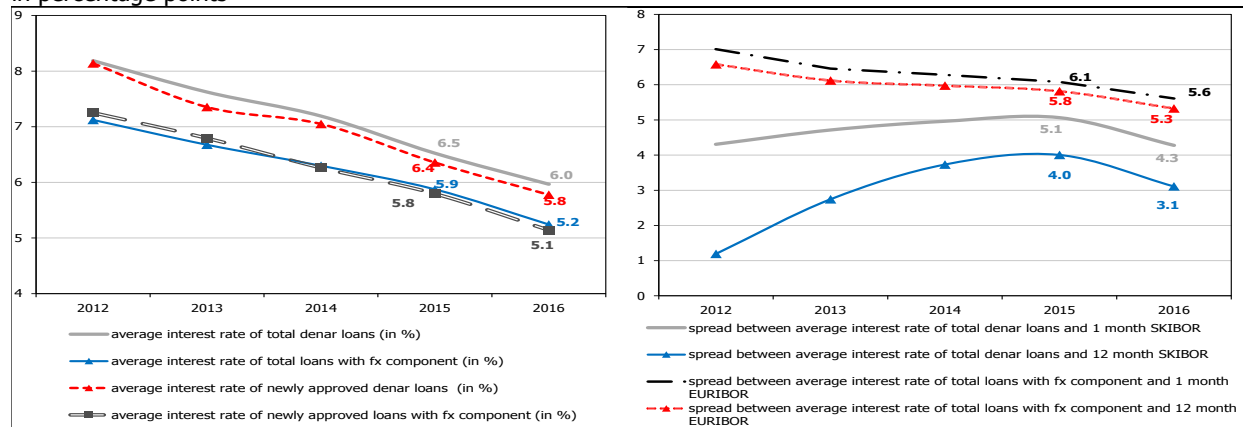 in percentage points
9
8
7
6
5
4
6.5
6.0
6.4
5.9
5.8
5.8
5.2
5.1
2012 2013 2014 2015 2016
average interest rate of total denar loans (in %)
average interest rate of total loans with fx component (in %)
average interest rate of newly approved denar loans (in %)
average interest rate of newly approved loans with fx component (in %)
8
7
6
5
4
3
2
1
0
6.1
5.6
5.8
5.3
5.1
4.3
4.0
3.1
2012 2013 2014 2015 2016
spread between average interest rate of total denar loans and 1 month SKIBOR
spread between average interest rate of total denar loans and 12 month SKIBOR
spread between average interest rate of total loans with fx component and 1 month
EURIBOR
spread between average interest rate of total loans with fx component and 12 month
EURIBOR